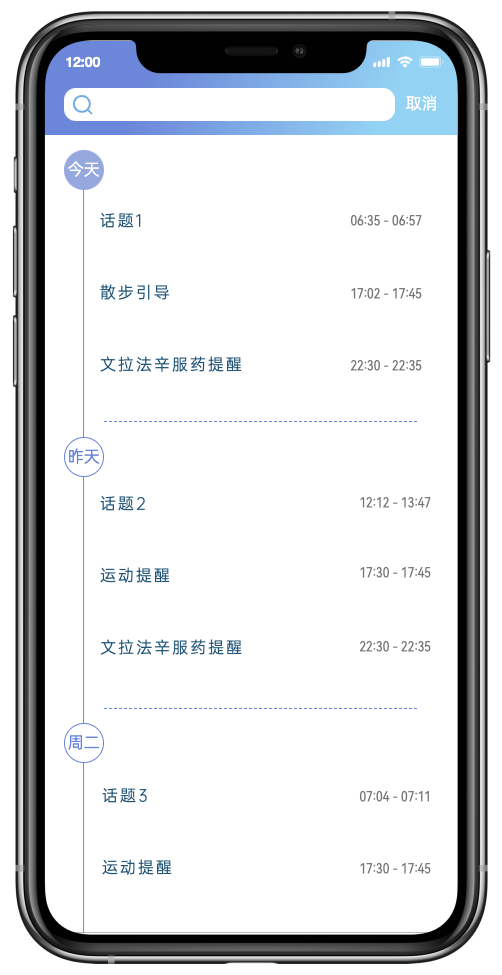 12:00
取消
今天
话题1 06:35 - 06:57
散步引导 17:02 - 17:45
文拉法辛服药提醒 22:30 - 22:35
昨天
话题2 12:12 - 13:47
运动提醒 17:30 - 17:45
文拉法辛服药提醒 22:30 - 22:35
周二
话题3 07:04 - 07:11
运动提醒 17:30 - 17:45